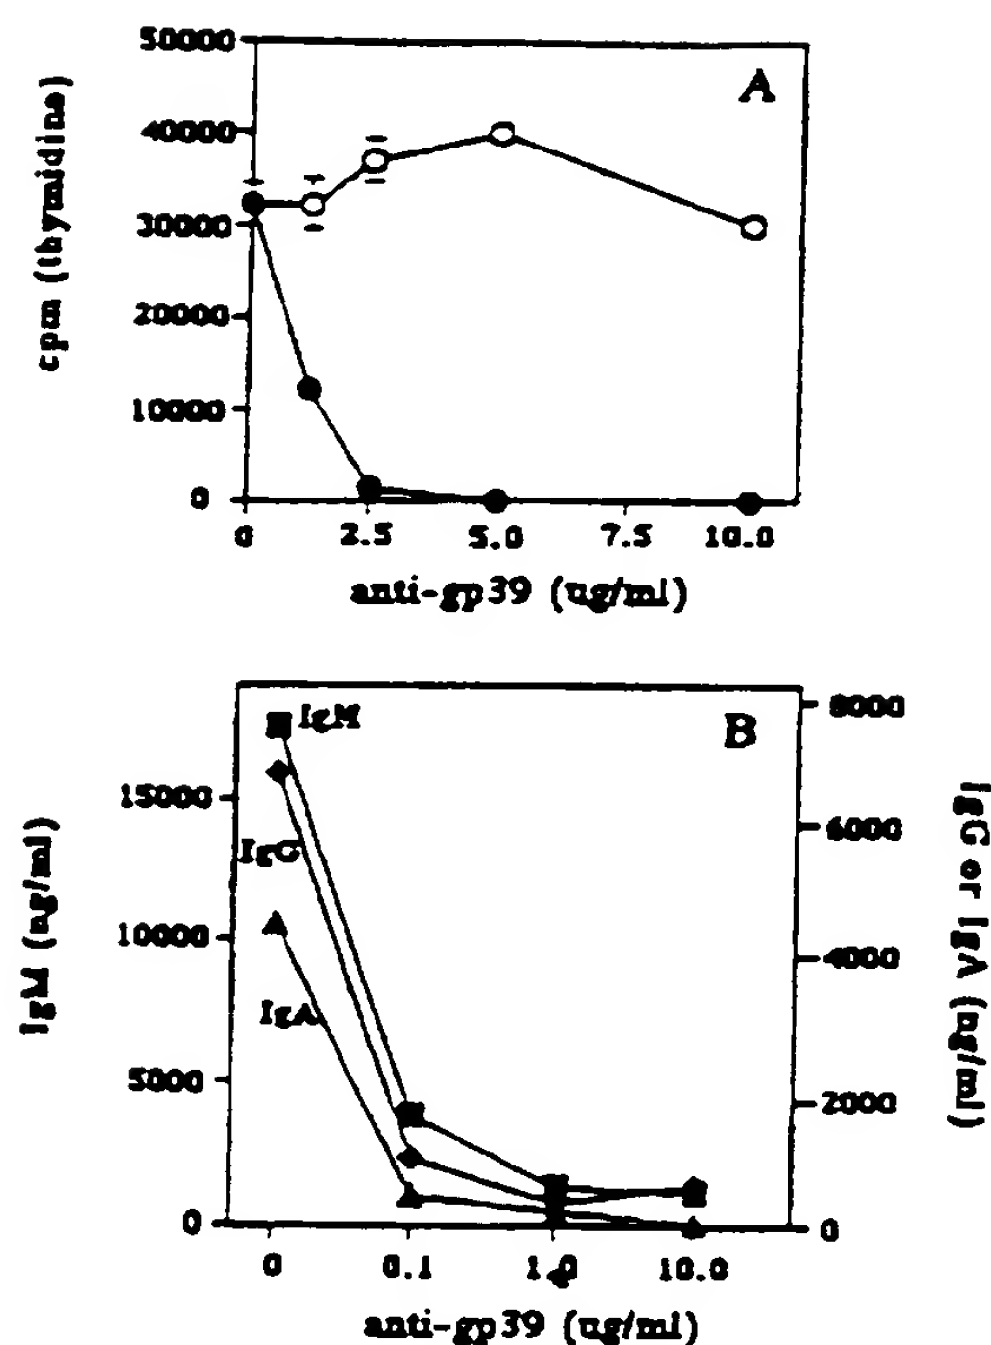 50000
A
40000
30000
20000
10000
0
cpm (thymidine)
0 2.5 5.0 7.5 10.0
anti-gp39 (ug/ml)
B
IgM
IgG
IgA
15000
10000
5000
0
IgM (ng/ml)
8000
6000
4000
2000
0
IgG or IgA (ng/ml)
0 0.1 1.0 10.0
anti-gp39 (ug/ml)